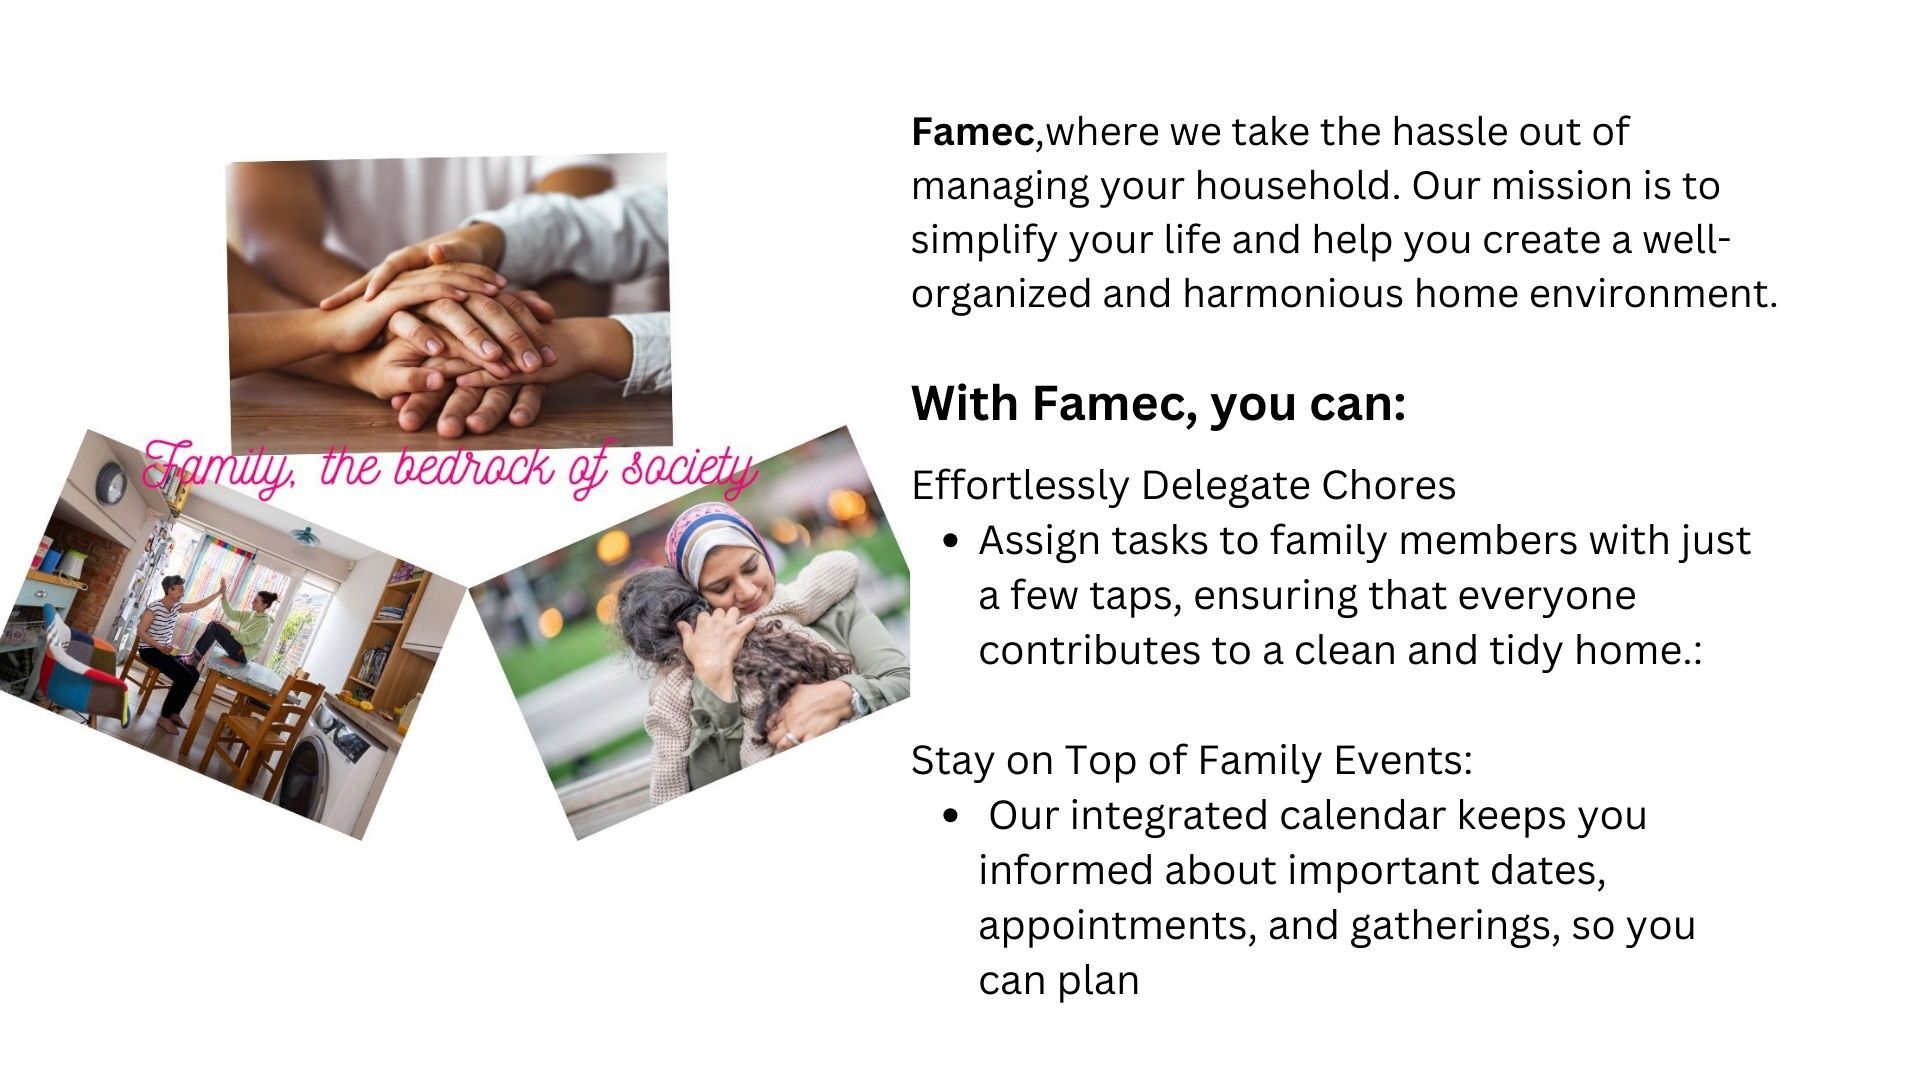 Family, the bedrock of society
Famec,where we take the hassle out of
managing your household. Our mission is to
simplify your life and help you create a well-
organized and harmonious home environment.
With Famec, you can:
Effortlessly Delegate Chores
• Assign tasks to family members with just
a few taps, ensuring that everyone
contributes to a clean and tidy home.:
Stay on Top of Family Events:
• Our integrated calendar keeps you
informed about important dates,
appointments, and gatherings, so you
can plan